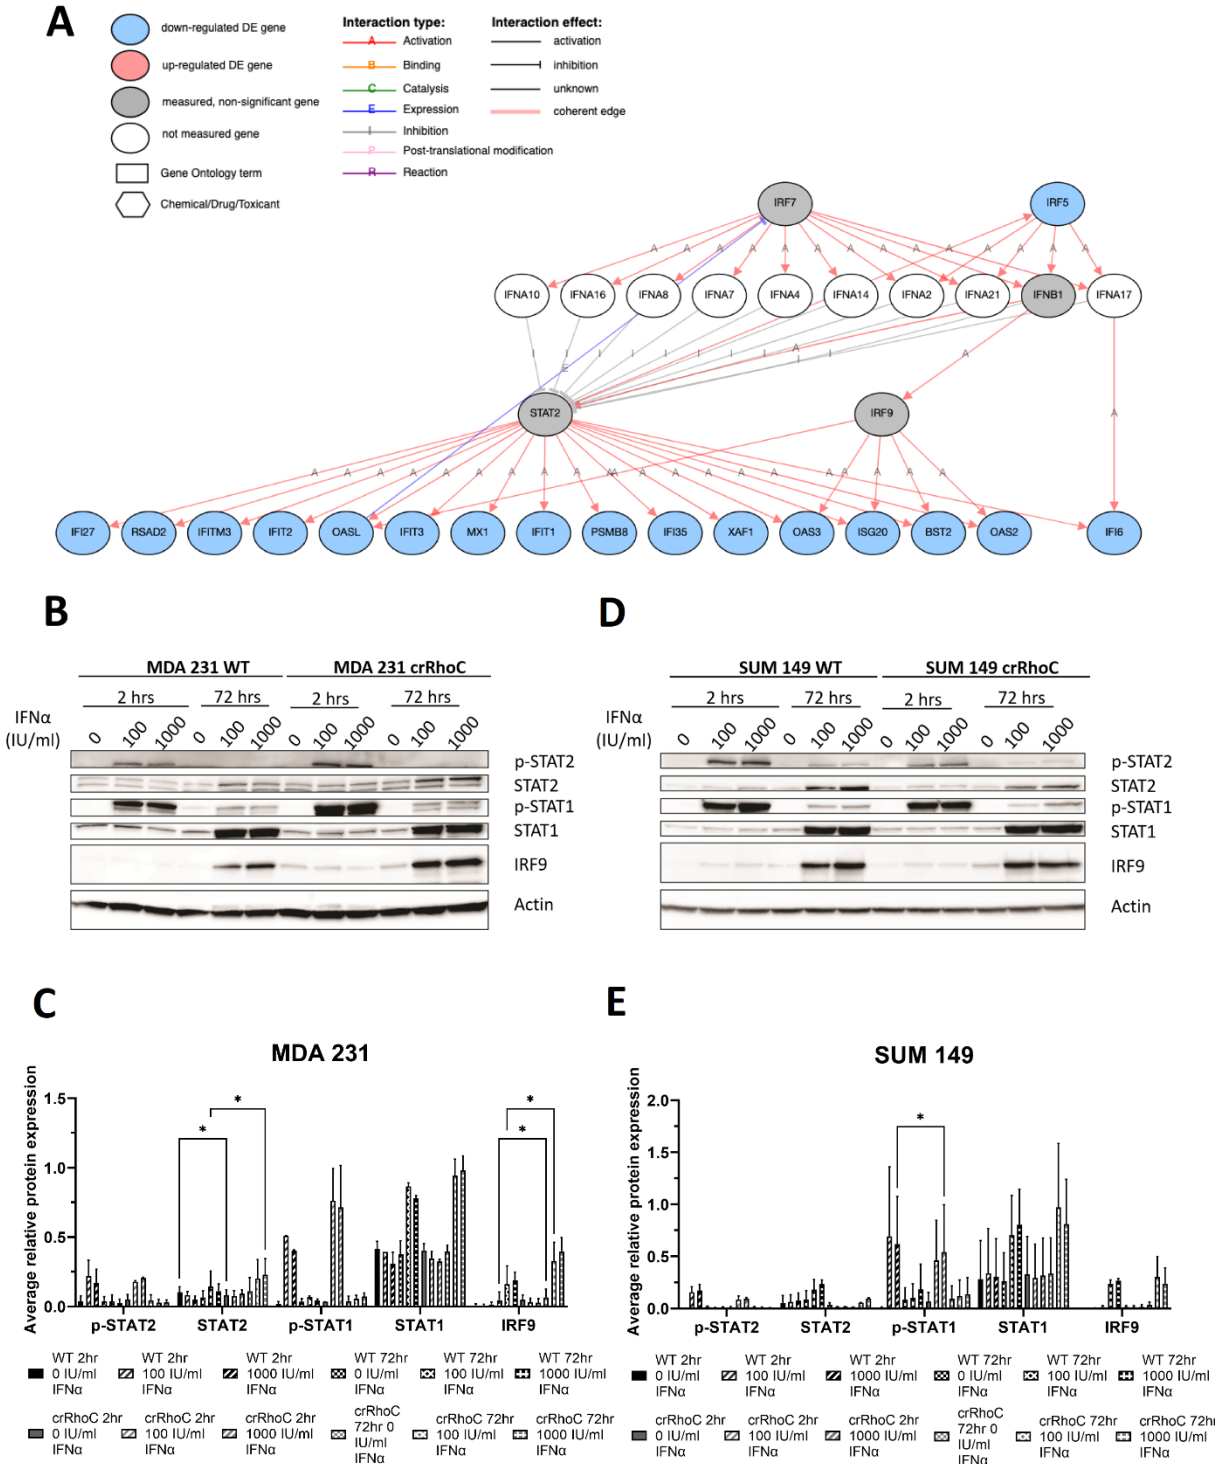 A
down-regulated DE gene
up-regulated DE gene
measured, non-significant gene
not measured gene
Gene Ontology term
Chemical/Drug/Toxicant
Interaction type:
A Activation
B Binding
C Catalysis
E Expression
I Inhibition
P Post-translational modification
R Reaction
Interaction effect:
activation
inhibition
unknown
coherent edge
IRF7 IRF5
A A A A A A A A A A A A A
IFNA10 IFNA16 IFNA8 IFNA7 IFNA4 IFNA14 IFNA2 IFNA21 IFNB1 IFNA17
I I I I I I I I A I A
E
STAT2 IRF9
A
A A A A A A A A A A A A A A A A A A
IFI27 RSAD2 IFITM3 IFIT2 OASL IFIT3 MX1 IFIT1 PSMB8 IFI35 XAF1 OAS3 ISG20 BST2 OAS2 IFI6
B
MDA 231 WT MDA 231 crRhoC
2 hrs 72 hrs 2 hrs 72 hrs
IFNα
(IU/ml)
0 100 1000 0 100 1000 0 100 1000 0 100 1000
p-STAT2
STAT2
p-STAT1
STAT1
IRF9
Actin
D
SUM 149 WT SUM 149 crRhoC
2 hrs 72 hrs 2 hrs 72 hrs
IFNα
(IU/ml)
0 100 1000 0 100 1000 0 100 1000 0 100 1000
p-STAT2
STAT2
p-STAT1
STAT1
IRF9
Actin
C
MDA 231
Average relative protein expression
1.5
1.0
0.5
0.0
* * * *
p-STAT2 STAT2 p-STAT1 STAT1 IRF9
WT 2hr 0 IU/ml IFNα
WT 2hr 100 IU/ml IFNα
WT 2hr 1000 IU/ml IFNα
WT 72hr 0 IU/ml IFNα
WT 72hr 100 IU/ml IFNα
WT 72hr 1000 IU/ml IFNα
crRhoC 2hr 0 IU/ml IFNα
crRhoC 2hr 100 IU/ml IFNα
crRhoC 2hr 1000 IU/ml IFNα
crRhoC 72hr 0 IU/ml IFNα
crRhoC 72hr 100 IU/ml IFNα
crRhoC 72hr 1000 IU/ml IFNα
E
SUM 149
Average relative protein expression
2.0
1.5
1.0
0.5
0.0
*
p-STAT2 STAT2 p-STAT1 STAT1 IRF9
WT 2hr 0 IU/ml IFNα
WT 2hr 100 IU/ml IFNα
WT 2hr 1000 IU/ml IFNα
WT 72hr 0 IU/ml IFNα
WT 72hr 100 IU/ml IFNα
WT 72hr 1000 IU/ml IFNα
crRhoC 2hr 0 IU/ml IFNα
crRhoC 2hr 100 IU/ml IFNα
crRhoC 2hr 1000 IU/ml IFNα
crRhoC 72hr 0 IU/ml IFNα
crRhoC 72hr 100 IU/ml IFNα
crRhoC 72hr 1000 IU/ml IFNα